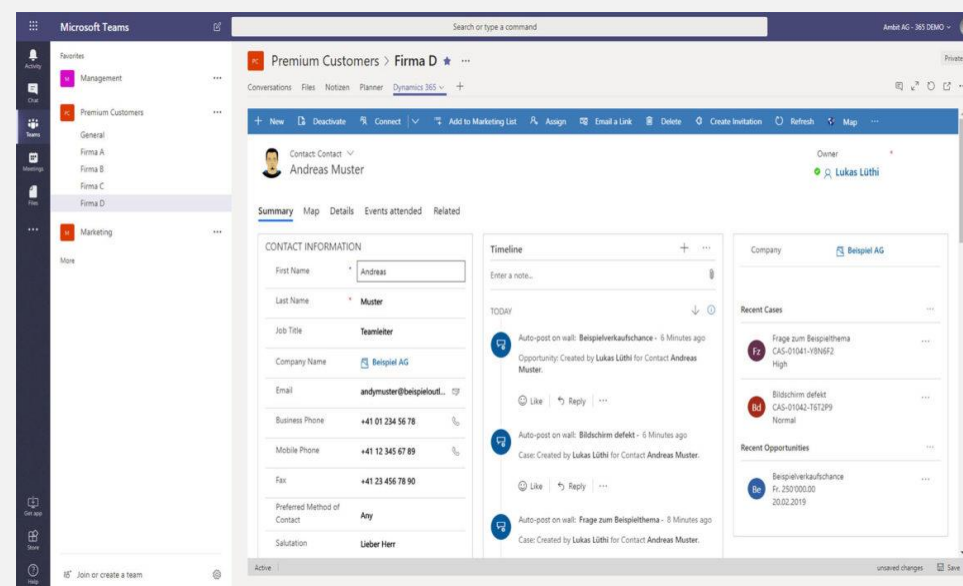 Microsoft Teams
Search or type a command
Ambit AG - 365 DEMO
Activity
Chat
Teams
Meetings
Files
Get app
Store
Help
Favorites
M Management
PC Premium Customers
General
Firma A
Firma B
Firma C
Firma D
M Marketing
More
Join or create a team
PC Premium Customers > Firma D
Private
Conversations Files Notizen Planner Dynamics 365 +
+ New Deactivate Connect Add to Marketing List Assign Email a Link Delete Create Invitation Refresh Map ...
Contact: Contact
Andreas Muster
Owner *
Lukas Lüthi
Summary Map Details Events attended Related
CONTACT INFORMATION
First Name * Andreas
Last Name * Muster
Job Title Teamleiter
Company Name Beispiel AG
Email andymuster@beispieloutl...
Business Phone +41 01 234 56 78
Mobile Phone +41 12 345 67 89
Fax +41 23 456 78 90
Preferred Method of
Contact Any
Salutation Lieber Herr
Timeline
Enter a note...
TODAY
Auto-post on wall: Beispielverkaufschance - 6 Minutes ago
Opportunity: Created by Lukas Lüthi for Contact Andreas
Muster.
Like Reply ...
Auto-post on wall: Bildschirm defekt - 6 Minutes ago
Case: Created by Lukas Lüthi for Contact Andreas Muster.
Like Reply ...
Auto-post on wall: Frage zum Beispielthema - 8 Minutes ago
Case: Created by Lukas Lüthi for Contact Andreas Muster.
Company Beispiel AG
Recent Cases
Fz
Frage zum Beispielthema
CAS-01041-Y8N6F2
High
Bd
Bildschirm defekt
CAS-01042-T6T2P9
Normal
Recent Opportunities
Be
Beispielverkaufschance
Fr. 250'000.00
20.02.2019
Active
unsaved changes Save